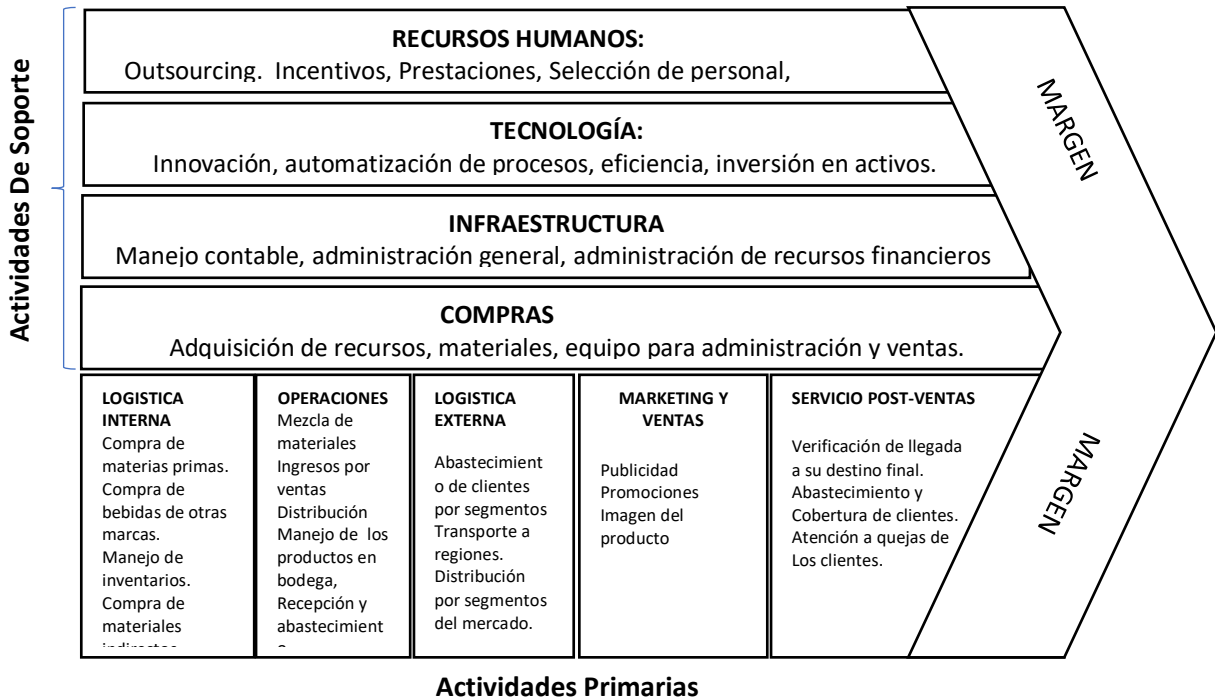 Actividades De Soporte
RECURSOS HUMANOS:
Outsourcing. Incentivos, Prestaciones, Selección de personal,
TECNOLOGÍA:
Innovación, automatización de procesos, eficiencia, inversión en activos.
INFRAESTRUCTURA
Manejo contable, administración general, administración de recursos financieros
COMPRAS
Adquisición de recursos, materiales, equipo para administración y ventas.
MARGEN
MARGEN
LOGISTICA
INTERNA
Compra de
materias primas.
Compra de
bebidas de otras
marcas.
Manejo de
inventarios.
Compra de
materiales
OPERACIONES
Mezcla de
materiales
Ingresos por
ventas
Distribución
Manejo de los
productos en
bodega,
Recepción y
abastecimient
LOGISTICA
EXTERNA
Abastecimient
o de clientes
por segmentos
Transporte a
regiones.
Distribución
por segmentos
del mercado.
MARKETING Y
VENTAS
Publicidad
Promociones
Imagen del
producto
SERVICIO POST-VENTAS
Verificación de llegada
a su destino final.
Abastecimiento y
Cobertura de clientes.
Atención a quejas de
Los clientes.
Actividades Primarias